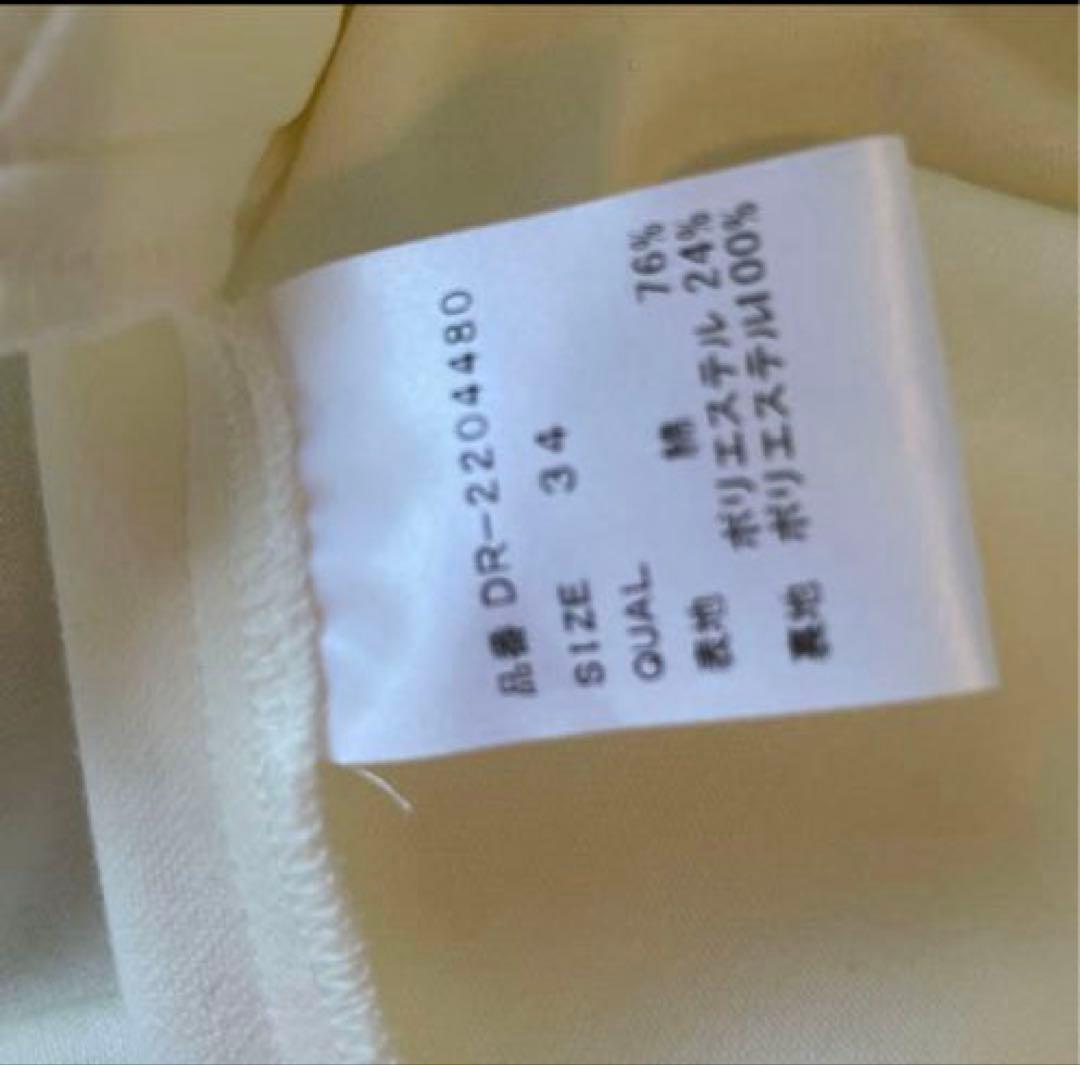 品番 DR-2204480
SIZE 34
QUAL
表地 綿 76%
ポリエステル 24%
裏地 ポリエステル100%